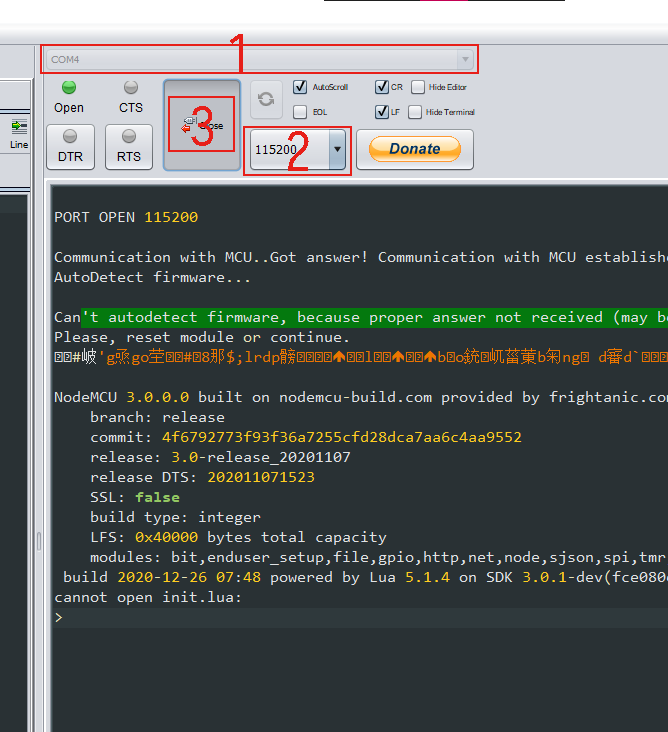 1
COM4
Open
CTS
3
Close
AutoScroll
CR
Hide Editor
EOL
LF
Hide Terminal
Line
DTR
RTS
115200
2
Donate
PORT OPEN 115200
Communication with MCU..Got answer! Communication with MCU establishe
AutoDetect firmware...
Can't autodetect firmware, because proper answer not received (may b
Please, reset module or continue.
NodeMCU 3.0.0.0 built on nodemcu-build.com provided by frightanic.com
branch: release
commit: 4f6792773f93f36a7255cfd28dca7aa6c4aa9552
release: 3.0-release_20201107
release DTS: 202011071523
SSL: false
build type: integer
LFS: 0x40000 bytes total capacity
modules: bit,enduser_setup,file,gpio,http,net,node,sjson,spi,tmr
build 2020-12-26 07:48 powered by Lua 5.1.4 on SDK 3.0.1-dev(fce080
cannot open init.lua:
>